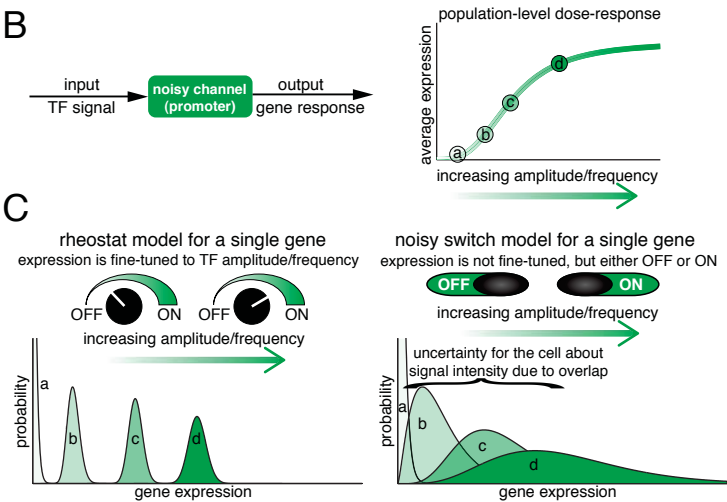 B
input
TF signal
noisy channel
(promoter)
output
gene response
population-level dose-response
average expression
a
b
c
d
increasing amplitude/frequency
C
rheostat model for a single gene
expression is fine-tuned to TF amplitude/frequency
OFF
ON
OFF
ON
increasing amplitude/frequency
probability
a
b
c
d
gene expression
noisy switch model for a single gene
expression is not fine-tuned, but either OFF or ON
OFF
ON
increasing amplitude/frequency
uncertainty for the cell about
signal intensity due to overlap
probability
a
b
c
d
gene expression